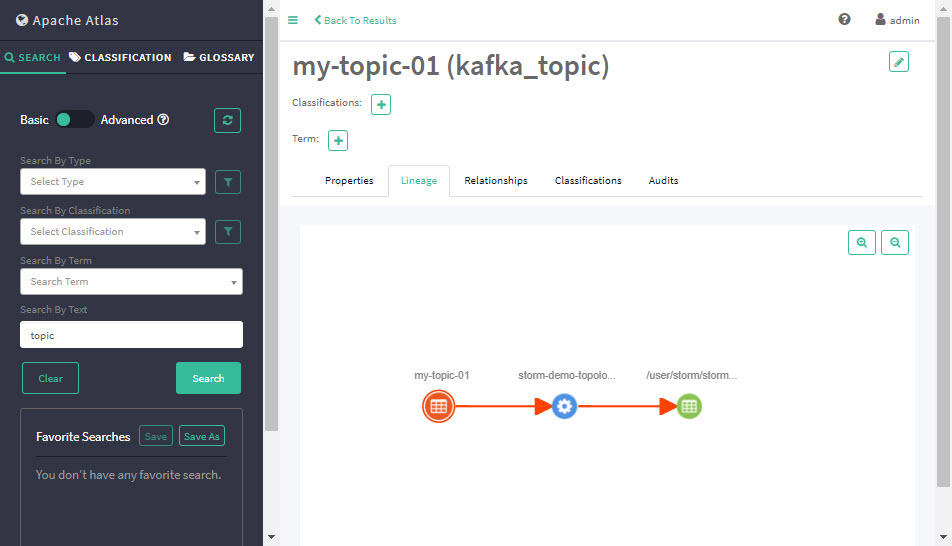 Apache Atlas
SEARCH CLASSIFICATION GLOSSARY
Basic Advanced
Search By Type
Select Type
Search By Classification
Select Classification
Search By Term
Search Term
Search By Text
topic
Clear Search
Favorite Searches Save Save As
You don't have any favorite search.
Back To Results admin
my-topic-01 (kafka_topic)
Classifications:
Term:
Properties Lineage Relationships Classifications Audits
my-topic-01 storm-demo-topolo... /user/storm/storm...